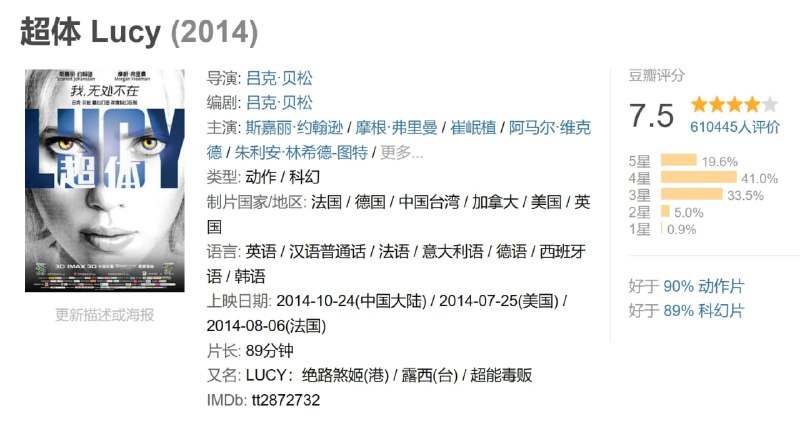 超体 Lucy (2014)
斯嘉丽·约翰逊 摩根·弗里曼
Scarlett Johansson Morgan Freeman
我,无处不在
LUCY
超体
3D IMAX 3D
更新描述或海报
导演: 吕克·贝松
编剧: 吕克·贝松
主演: 斯嘉丽·约翰逊 / 摩根·弗里曼 / 崔岷植 / 阿马尔·维克
德 / 朱利安·林希德-图特 / 更多...
类型: 动作 / 科幻
制片国家/地区: 法国 / 德国 / 中国台湾 / 加拿大 / 美国 / 英
国
语言: 英语 / 汉语普通话 / 法语 / 意大利语 / 德语 / 西班牙
语 / 韩语
上映日期: 2014-10-24(中国大陆) / 2014-07-25(美国) /
2014-08-06(法国)
片长: 89分钟
又名: LUCY：绝路煞姬(港) / 露西(台) / 超能毒贩
IMDb: tt2872732
豆瓣评分
7.5
610445人评价
5星 19.6%
4星 41.0%
3星 33.5%
2星 5.0%
1星 0.9%
好于 90% 动作片
好于 89% 科幻片